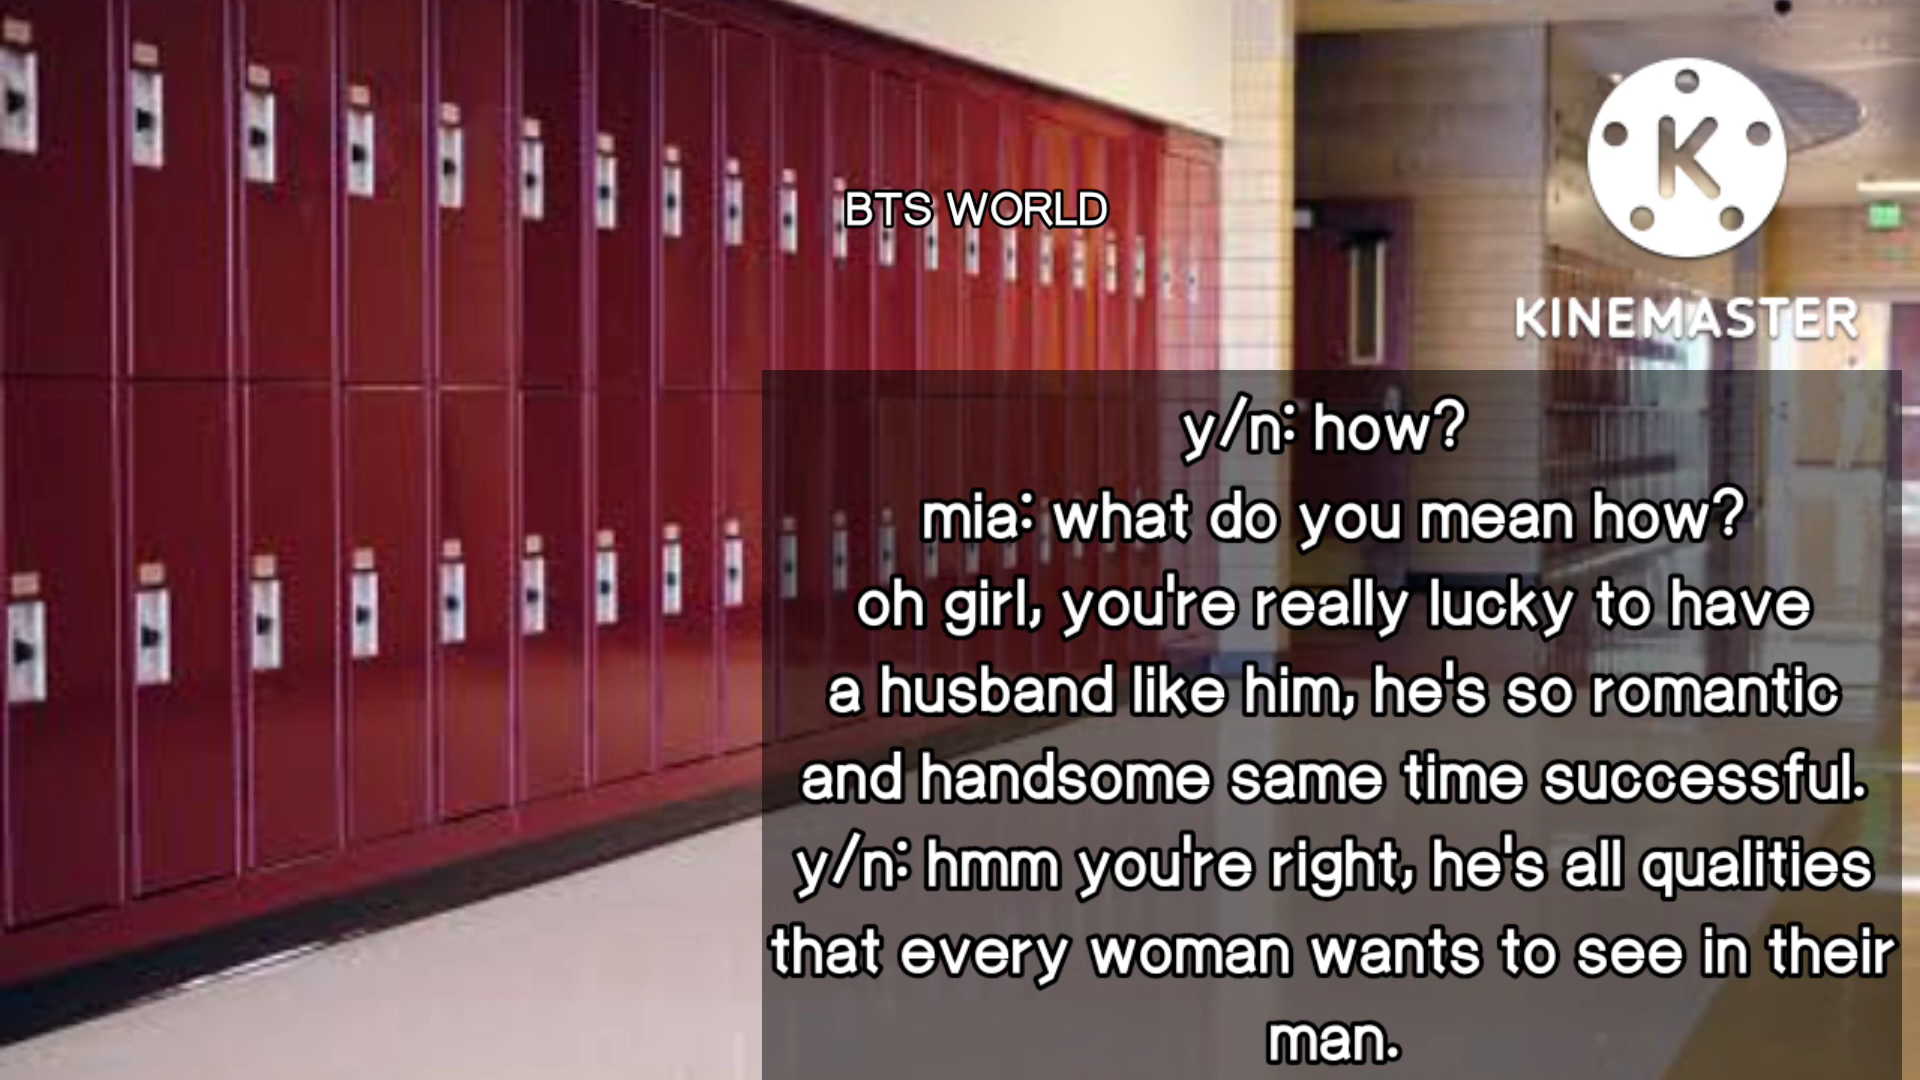 BTS WORLD
K
KINEMASTER
y/n: how?
mia: what do you mean how?
oh girl, you're really lucky to have
a husband like him, he's so romantic
and handsome same time successful.
y/n: hmm you're right, he's all qualities
that every woman wants to see in their
man.